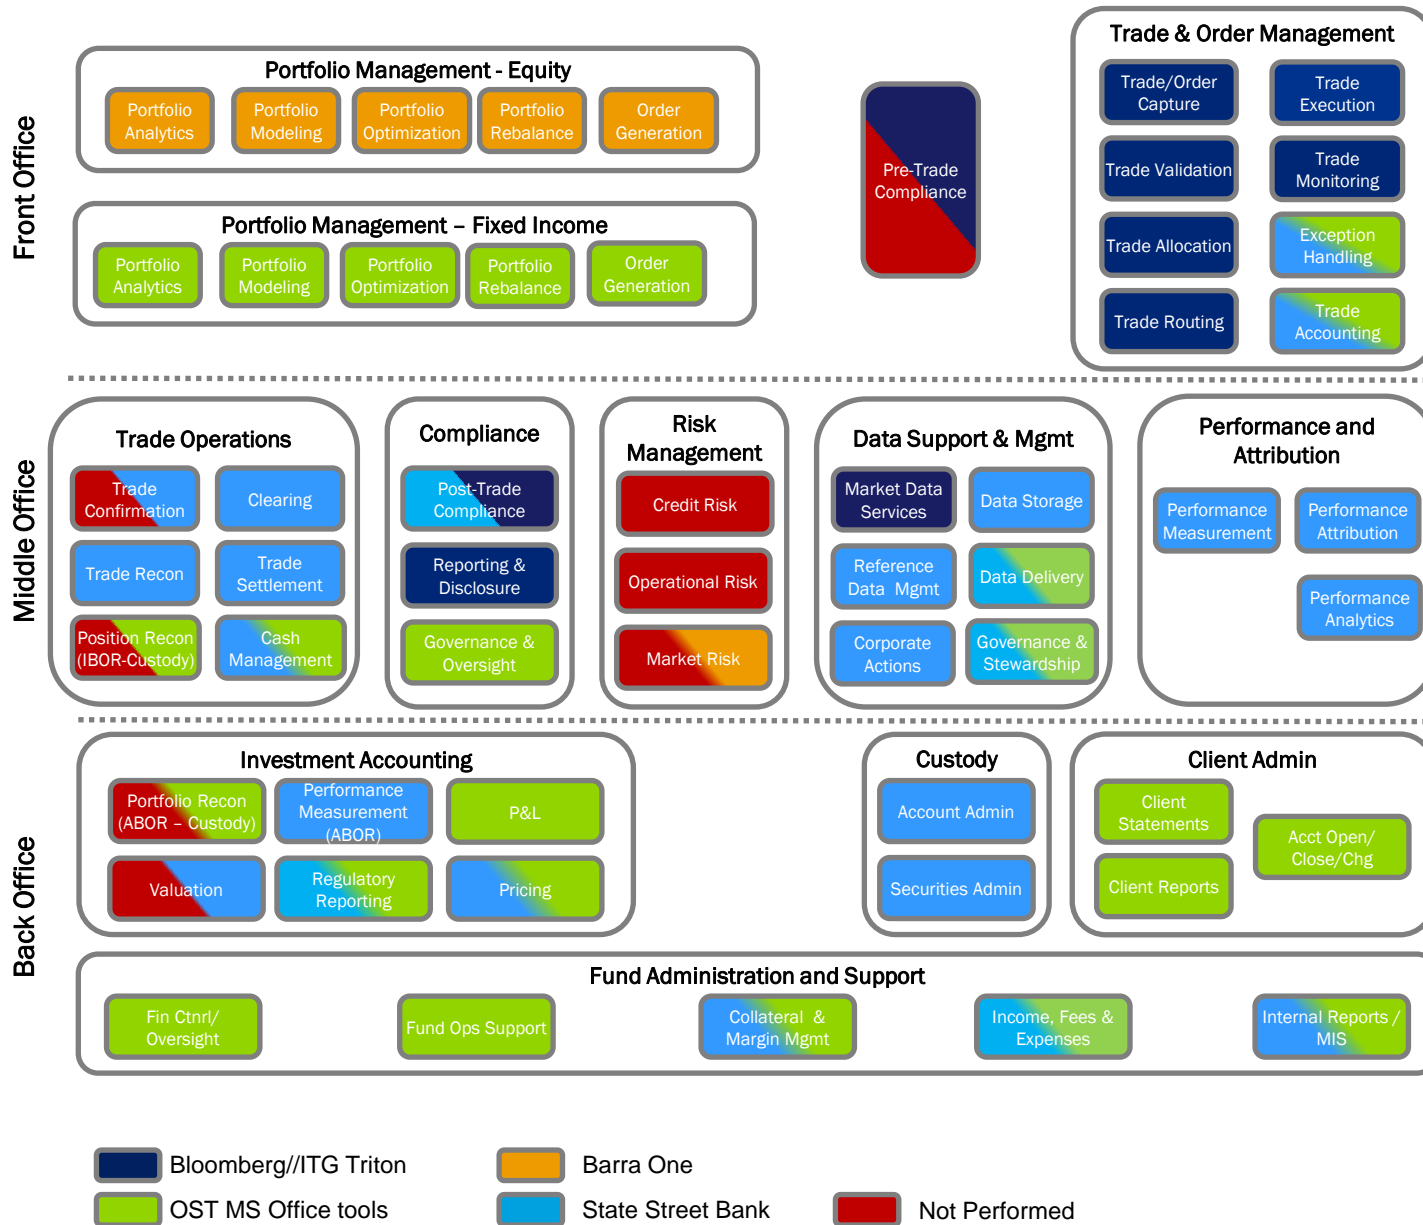 Front Office
Portfolio Management - Equity
Portfolio
Analytics
Portfolio
Modeling
Portfolio
Optimization
Portfolio
Rebalance
Order
Generation
Portfolio Management – Fixed Income
Portfolio
Analytics
Portfolio
Modeling
Portfolio
Optimization
Portfolio
Rebalance
Order
Generation
Pre-Trade
Compliance
Trade & Order Management
Trade/Order
Capture
Trade
Execution
Trade Validation
Trade
Monitoring
Trade Allocation
Exception
Handling
Trade Routing
Trade
Accounting
Middle Office
Trade Operations
Trade
Confirmation
Clearing
Trade Recon
Trade
Settlement
Position Recon
(IBOR-Custody)
Cash
Management
Compliance
Post-Trade
Compliance
Reporting &
Disclosure
Governance &
Oversight
Risk
Management
Credit Risk
Operational Risk
Market Risk
Data Support & Mgmt
Market Data
Services
Data Storage
Reference
Data Mgmt
Data Delivery
Corporate
Actions
Governance &
Stewardship
Performance and
Attribution
Performance
Measurement
Performance
Attribution
Performance
Analytics
Back Office
Investment Accounting
Portfolio Recon
(ABOR – Custody)
Performance
Measurement
(ABOR)
P&L
Valuation
Regulatory
Reporting
Pricing
Custody
Account Admin
Securities Admin
Client Admin
Client
Statements
Acct Open/
Close/Chg
Client Reports
Fund Administration and Support
Fin Ctnrl/
Oversight
Fund Ops Support
Collateral &
Margin Mgmt
Income, Fees &
Expenses
Internal Reports /
MIS
Bloomberg//ITG Triton
Barra One
OST MS Office tools
State Street Bank
Not Performed